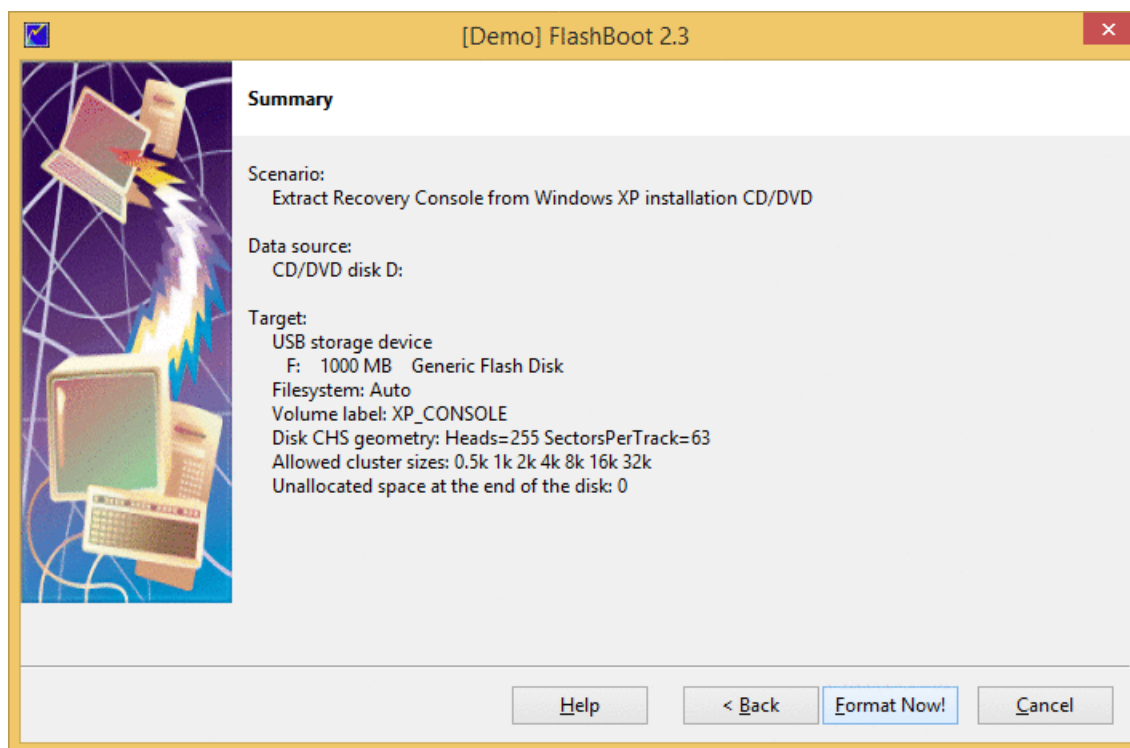 [Demo] FlashBoot 2.3
Summary
Scenario:
Extract Recovery Console from Windows XP installation CD/DVD
Data source:
CD/DVD disk D:
Target:
USB storage device
F: 1000 MB Generic Flash Disk
Filesystem: Auto
Volume label: XP_CONSOLE
Disk CHS geometry: Heads=255 SectorsPerTrack=63
Allowed cluster sizes: 0.5k 1k 2k 4k 8k 16k 32k
Unallocated space at the end of the disk: 0
Help < Back Format Now! Cancel